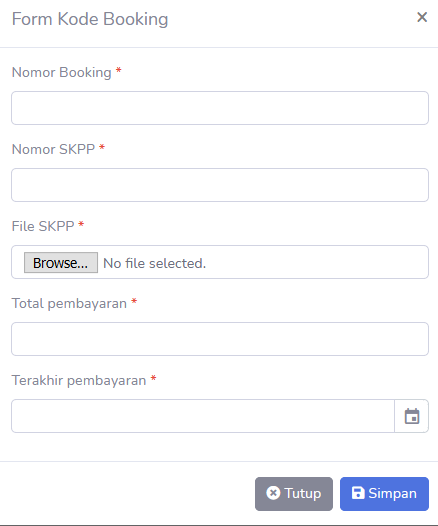 Form Kode Booking ×
Nomor Booking *
Nomor SKPP *
File SKPP *
Browse... No file selected.
Total pembayaran *
Terakhir pembayaran *
Tutup Simpan